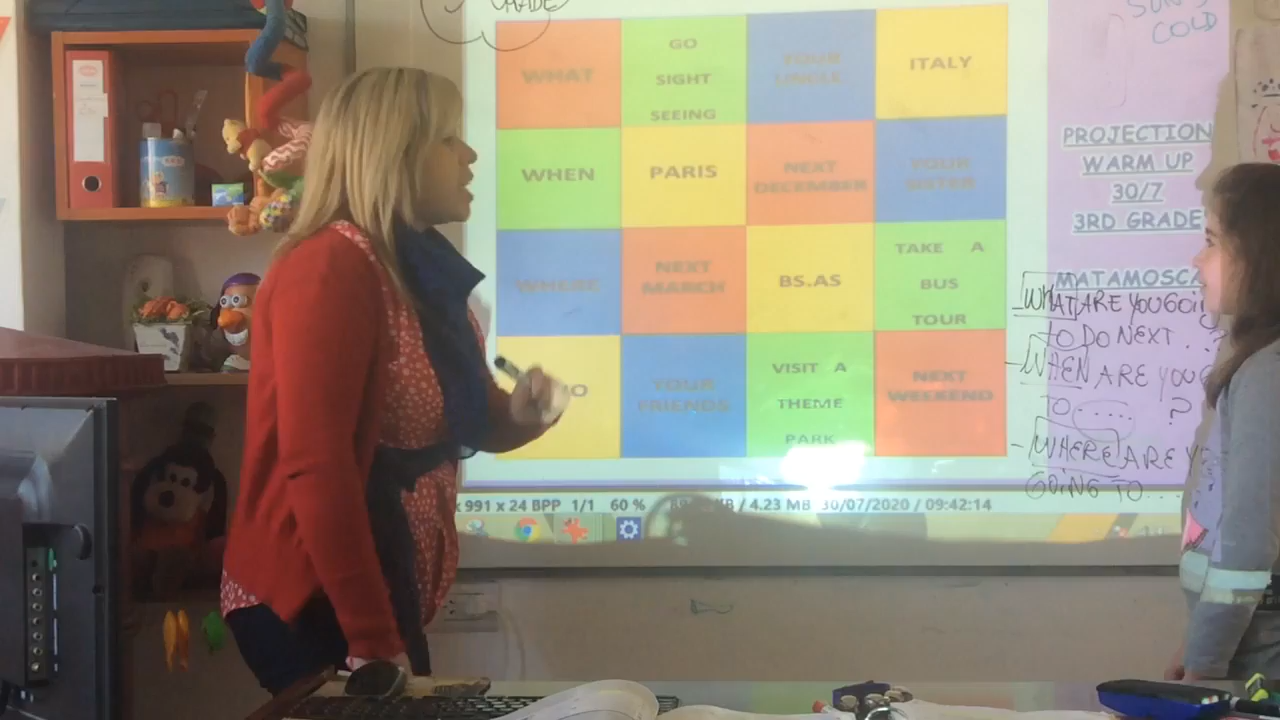 MADE
SUN
COLD
WHAT
GO
SIGHT
SEEING
YOUR
UNCLE
ITALY
WHEN
PARIS
NEXT
DECEMBER
YOUR
SISTER
WHERE
NEXT
MARCH
BS.AS
TAKE A
BUS
TOUR
O
YOUR
FRIENDS
VISIT A
THEME
PARK
NEXT
WEEKEND
PROJECTION
WARM UP
30/7
3RD GRADE
MATAMOSCA
WHAT ARE YOU GOIN
TO DO NEXT...?
- WHEN ARE YOU G
TO ......?
- WHERE ARE Y
GOING TO...
x 991 x 24 BPP 1/1 60 % KB / 4.23 MB 30/07/2020 / 09:42:14